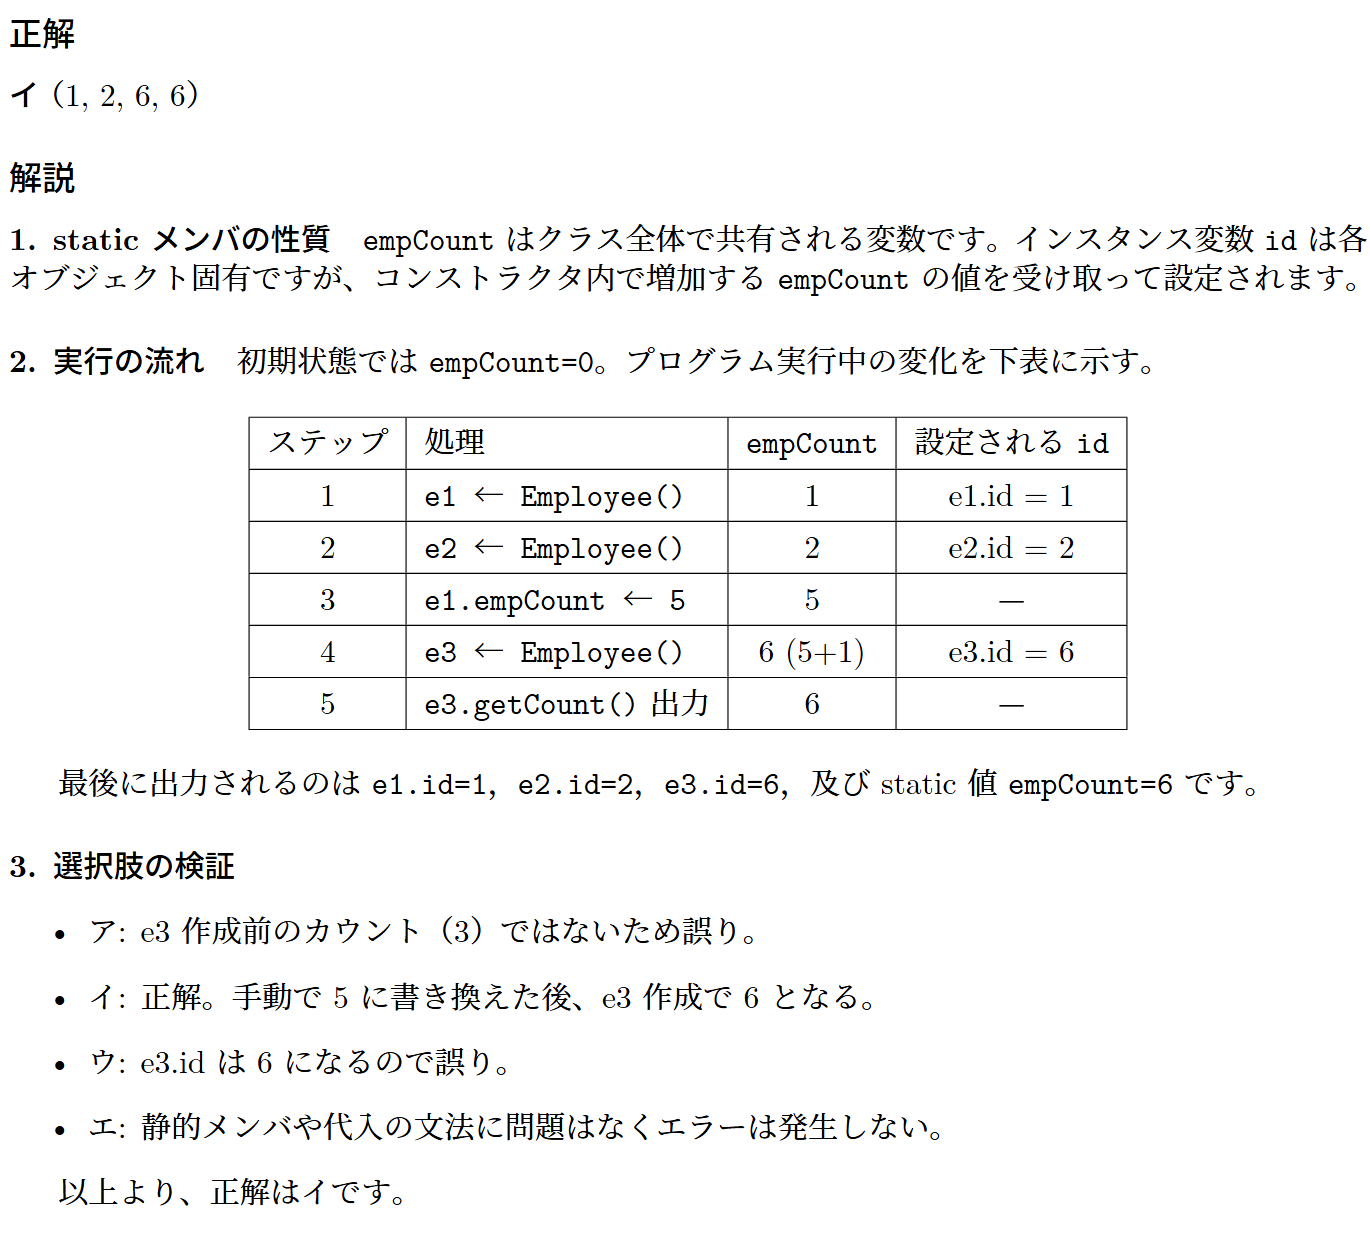 正解
イ（1, 2, 6, 6）
解説
1. static メンバの性質　empCount はクラス全体で共有される変数です。インスタンス変数 id は各
オブジェクト固有ですが、コンストラクタ内で増加する empCount の値を受け取って設定されます。
2. 実行の流れ　初期状態では empCount=0。プログラム実行中の変化を下表に示す。
ステップ 処理 empCount 設定される id
1 e1 ← Employee() 1 e1.id = 1
2 e2 ← Employee() 2 e2.id = 2
3 e1.empCount ← 5 5 —
4 e3 ← Employee() 6 (5+1) e3.id = 6
5 e3.getCount() 出力 6 —
最後に出力されるのは e1.id=1，e2.id=2，e3.id=6，及び static 値 empCount=6 です。
3. 選択肢の検証
• ア: e3 作成前のカウント（3）ではないため誤り。
• イ: 正解。手動で 5 に書き換えた後、e3 作成で 6 となる。
• ウ: e3.id は 6 になるので誤り。
• エ: 静的メンバや代入の文法に問題はなくエラーは発生しない。
以上より、正解はイです。